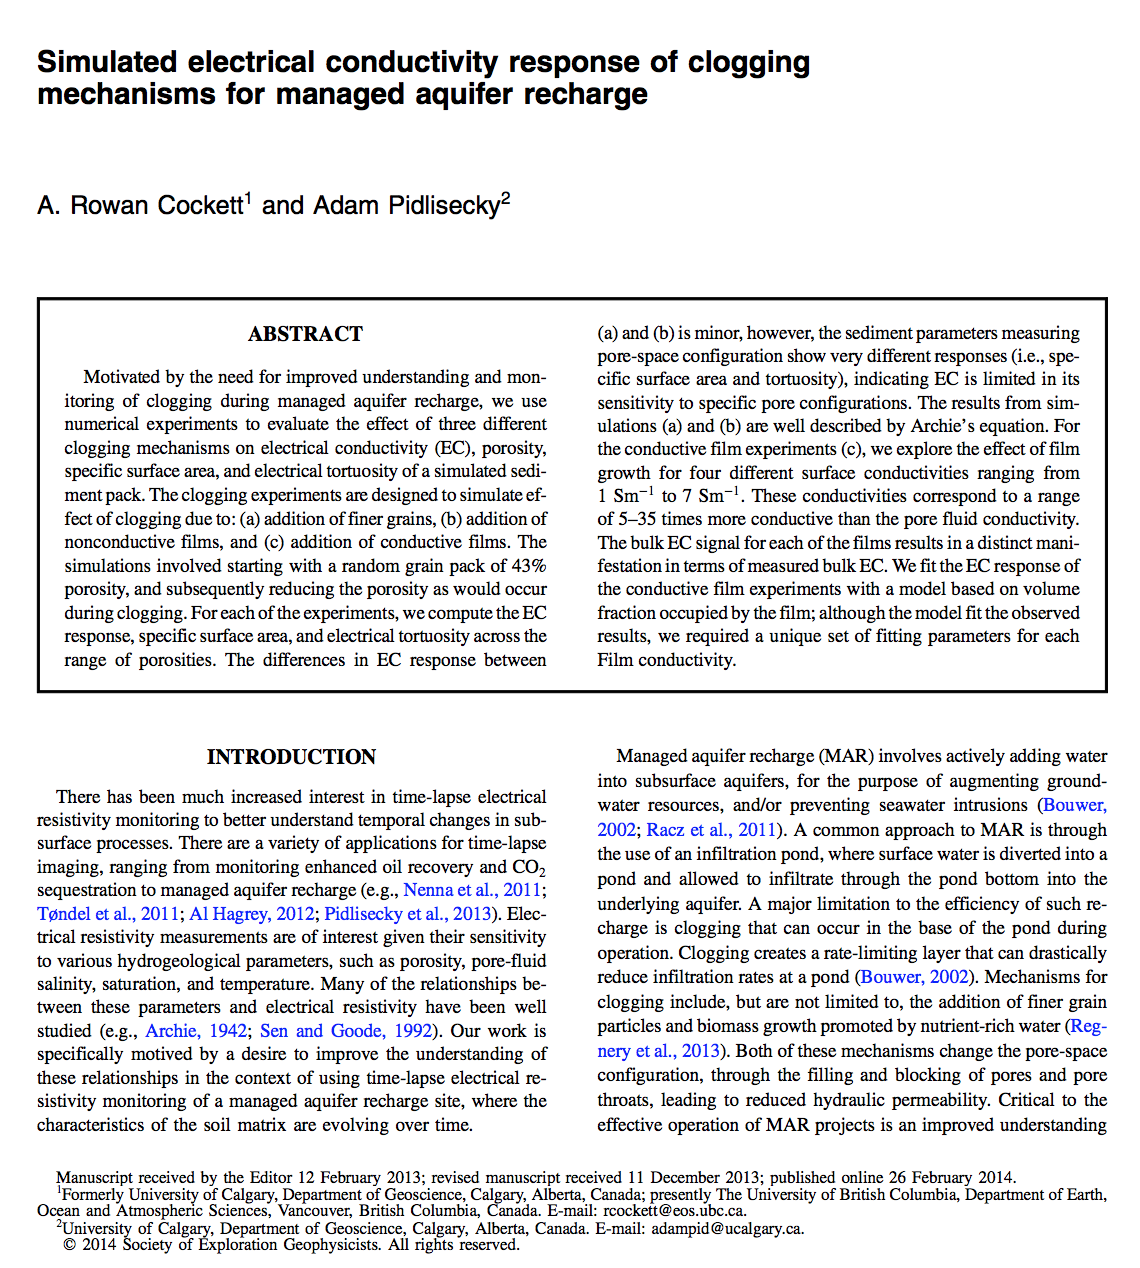 Simulated electrical conductivity response of clogging
mechanisms for managed aquifer recharge
A. Rowan Cockett1 and Adam Pidlisecky2
ABSTRACT
Motivated by the need for improved understanding and mon-
itoring of clogging during managed aquifer recharge, we use
numerical experiments to evaluate the effect of three different
clogging mechanisms on electrical conductivity (EC), porosity,
specific surface area, and electrical tortuosity of a simulated sedi-
ment pack. The clogging experiments are designed to simulate ef-
fect of clogging due to: (a) addition of finer grains, (b) addition of
nonconductive films, and (c) addition of conductive films. The
simulations involved starting with a random grain pack of 43%
porosity, and subsequently reducing the porosity as would occur
during clogging. For each of the experiments, we compute the EC
response, specific surface area, and electrical tortuosity across the
range of porosities. The differences in EC response between
(a) and (b) is minor, however, the sediment parameters measuring
pore-space configuration show very different responses (i.e., spe-
cific surface area and tortuosity), indicating EC is limited in its
sensitivity to specific pore configurations. The results from sim-
ulations (a) and (b) are well described by Archie's equation. For
the conductive film experiments (c), we explore the effect of film
growth for four different surface conductivities ranging from
1 Sm−1 to 7 Sm−1. These conductivities correspond to a range
of 5–35 times more conductive than the pore fluid conductivity.
The bulk EC signal for each of the films results in a distinct mani-
festation in terms of measured bulk EC. We fit the EC response of
the conductive film experiments with a model based on volume
fraction occupied by the film; although the model fit the observed
results, we required a unique set of fitting parameters for each
Film conductivity.
INTRODUCTION
There has been much increased interest in time-lapse electrical
resistivity monitoring to better understand temporal changes in sub-
surface processes. There are a variety of applications for time-lapse
imaging, ranging from monitoring enhanced oil recovery and CO2
sequestration to managed aquifer recharge (e.g., Nenna et al., 2011;
Tøndel et al., 2011; Al Hagrey, 2012; Pidlisecky et al., 2013). Elec-
trical resistivity measurements are of interest given their sensitivity
to various hydrogeological parameters, such as porosity, pore-fluid
salinity, saturation, and temperature. Many of the relationships be-
tween these parameters and electrical resistivity have been well
studied (e.g., Archie, 1942; Sen and Goode, 1992). Our work is
specifically motived by a desire to improve the understanding of
these relationships in the context of using time-lapse electrical re-
sistivity monitoring of a managed aquifer recharge site, where the
characteristics of the soil matrix are evolving over time.
Managed aquifer recharge (MAR) involves actively adding water
into subsurface aquifers, for the purpose of augmenting ground-
water resources, and/or preventing seawater intrusions (Bouwer,
2002; Racz et al., 2011). A common approach to MAR is through
the use of an infiltration pond, where surface water is diverted into a
pond and allowed to infiltrate through the pond bottom into the
underlying aquifer. A major limitation to the efficiency of such re-
charge is clogging that can occur in the base of the pond during
operation. Clogging creates a rate-limiting layer that can drastically
reduce infiltration rates at a pond (Bouwer, 2002). Mechanisms for
clogging include, but are not limited to, the addition of finer grain
particles and biomass growth promoted by nutrient-rich water (Reg-
nery et al., 2013). Both of these mechanisms change the pore-space
configuration, through the filling and blocking of pores and pore
throats, leading to reduced hydraulic permeability. Critical to the
effective operation of MAR projects is an improved understanding
Manuscript received by the Editor 12 February 2013; revised manuscript received 11 December 2013; published online 26 February 2014.
1Formerly University of Calgary, Department of Geoscience, Calgary, Alberta, Canada; presently The University of British Columbia, Department of Earth,
Ocean and Atmospheric Sciences, Vancouver, British Columbia, Canada. E-mail: rcockett@eos.ubc.ca.
2University of Calgary, Department of Geoscience, Calgary, Alberta, Canada. E-mail: adampid@ucalgary.ca.
© 2014 Society of Exploration Geophysicists. All rights reserved.